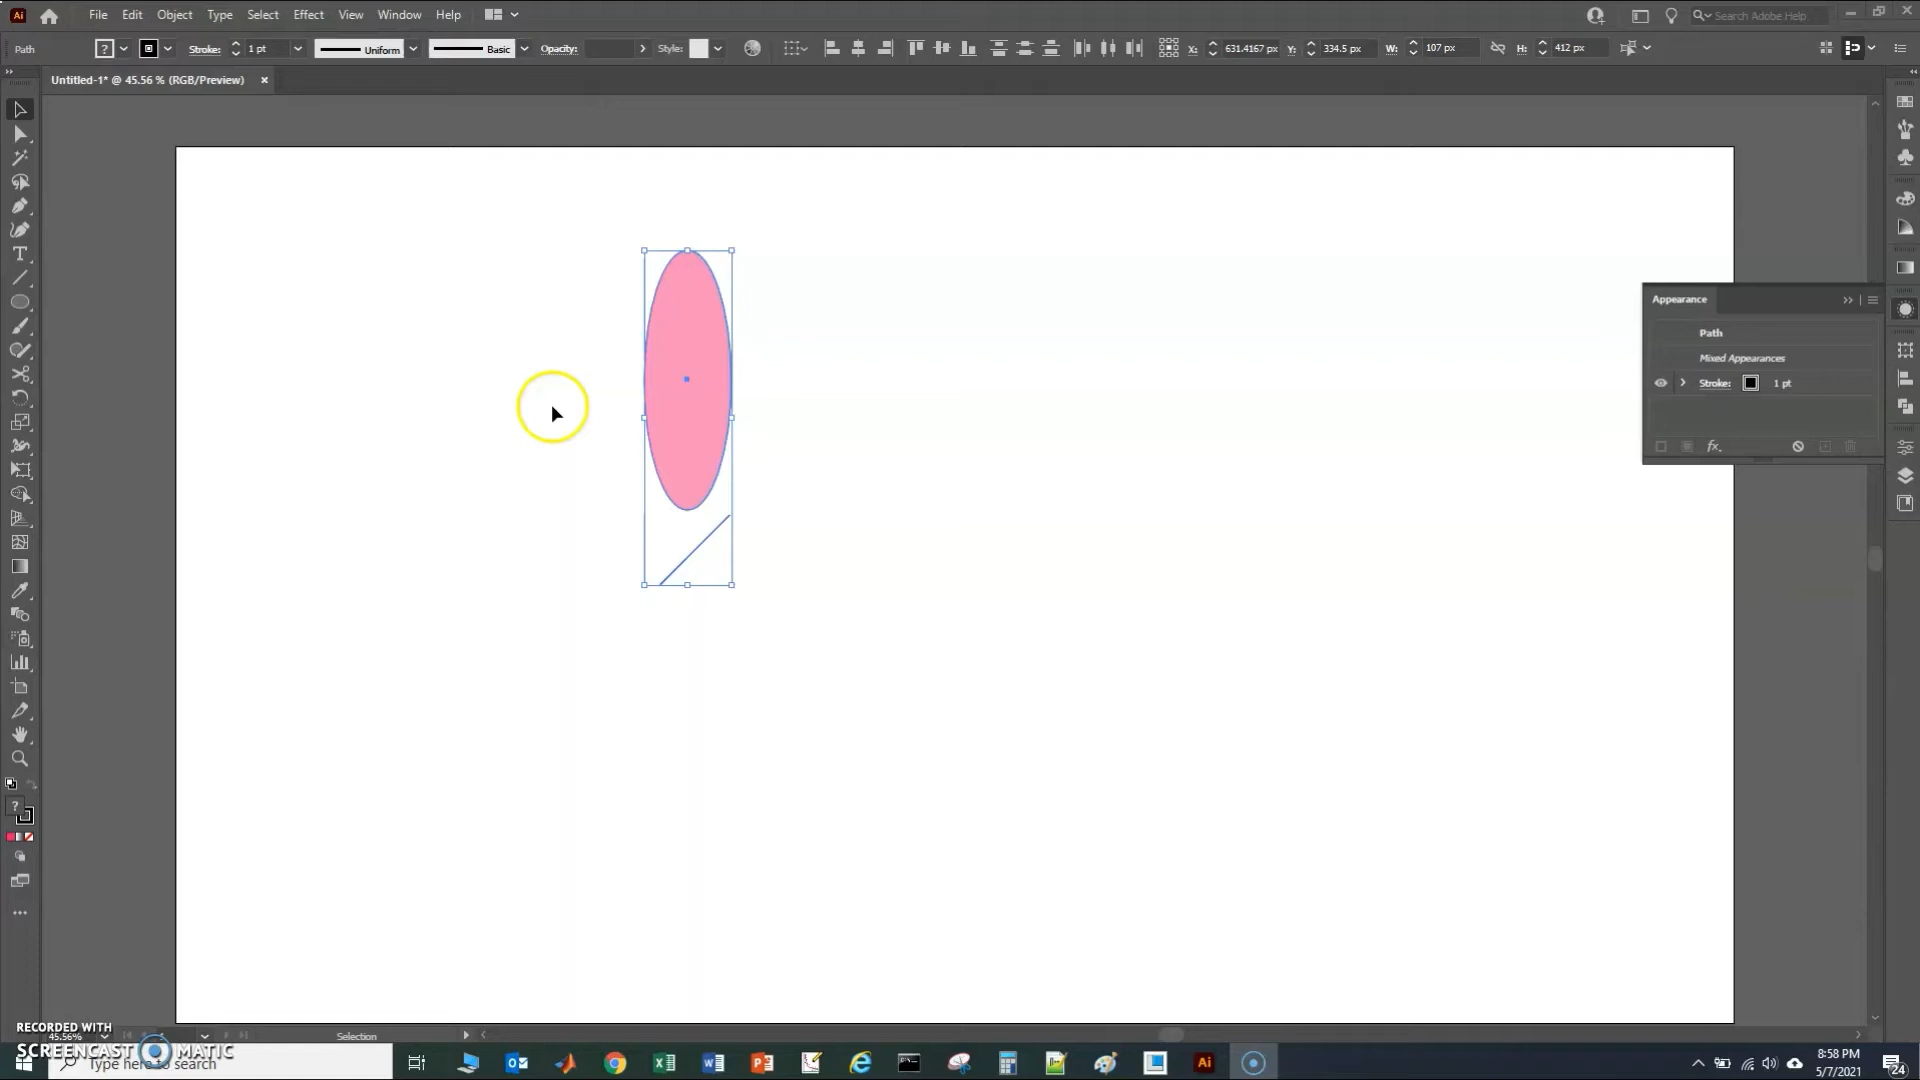 Ai File Edit Object Type Select Effect View Window Help Search Adobe Help
Path ? Stroke: 1 pt Uniform Basic Opacity: Style: X: 631.4167 px Y: 334.5 px W: 107 px H: 412 px
Untitled-1* @ 45.56 % (RGB/Preview) ×
Appearance
Path
Mixed Appearances
Stroke: 1 pt
fx
T
?
RECORDED WITH
45.56% Selection
SCREENCAST MATIC
Type here to search Ai 8:58 PM
5/7/2021 24